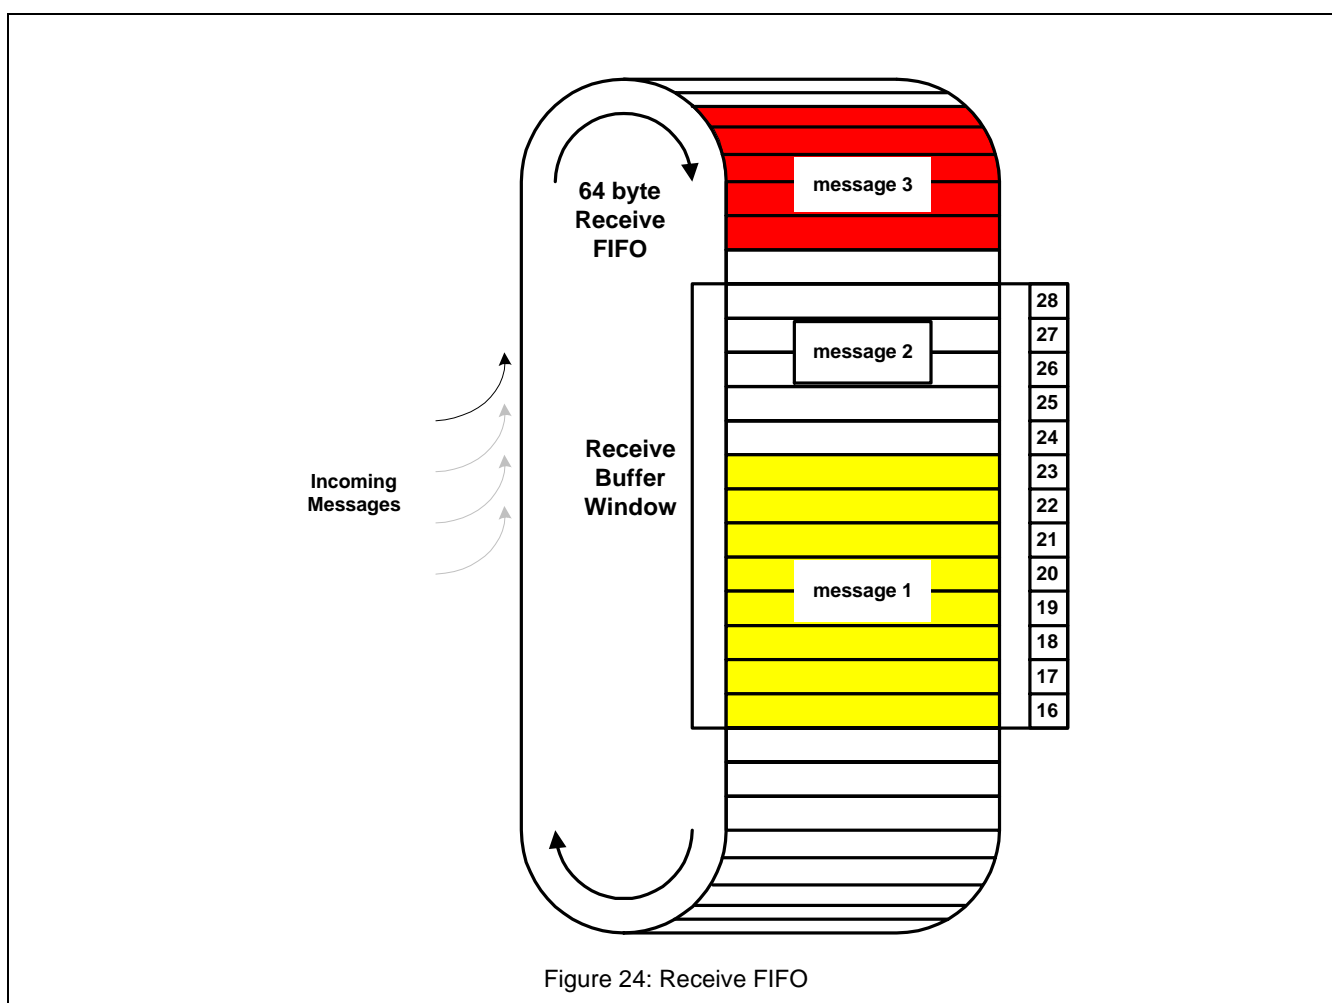 message 3
64 byte
Receive
FIFO
28
message 2
27
26
25
24
Receive
Buffer
Window
23
22
21
Incoming
Messages
message 1
20
19
18
17
16
Figure 24: Receive FIFO